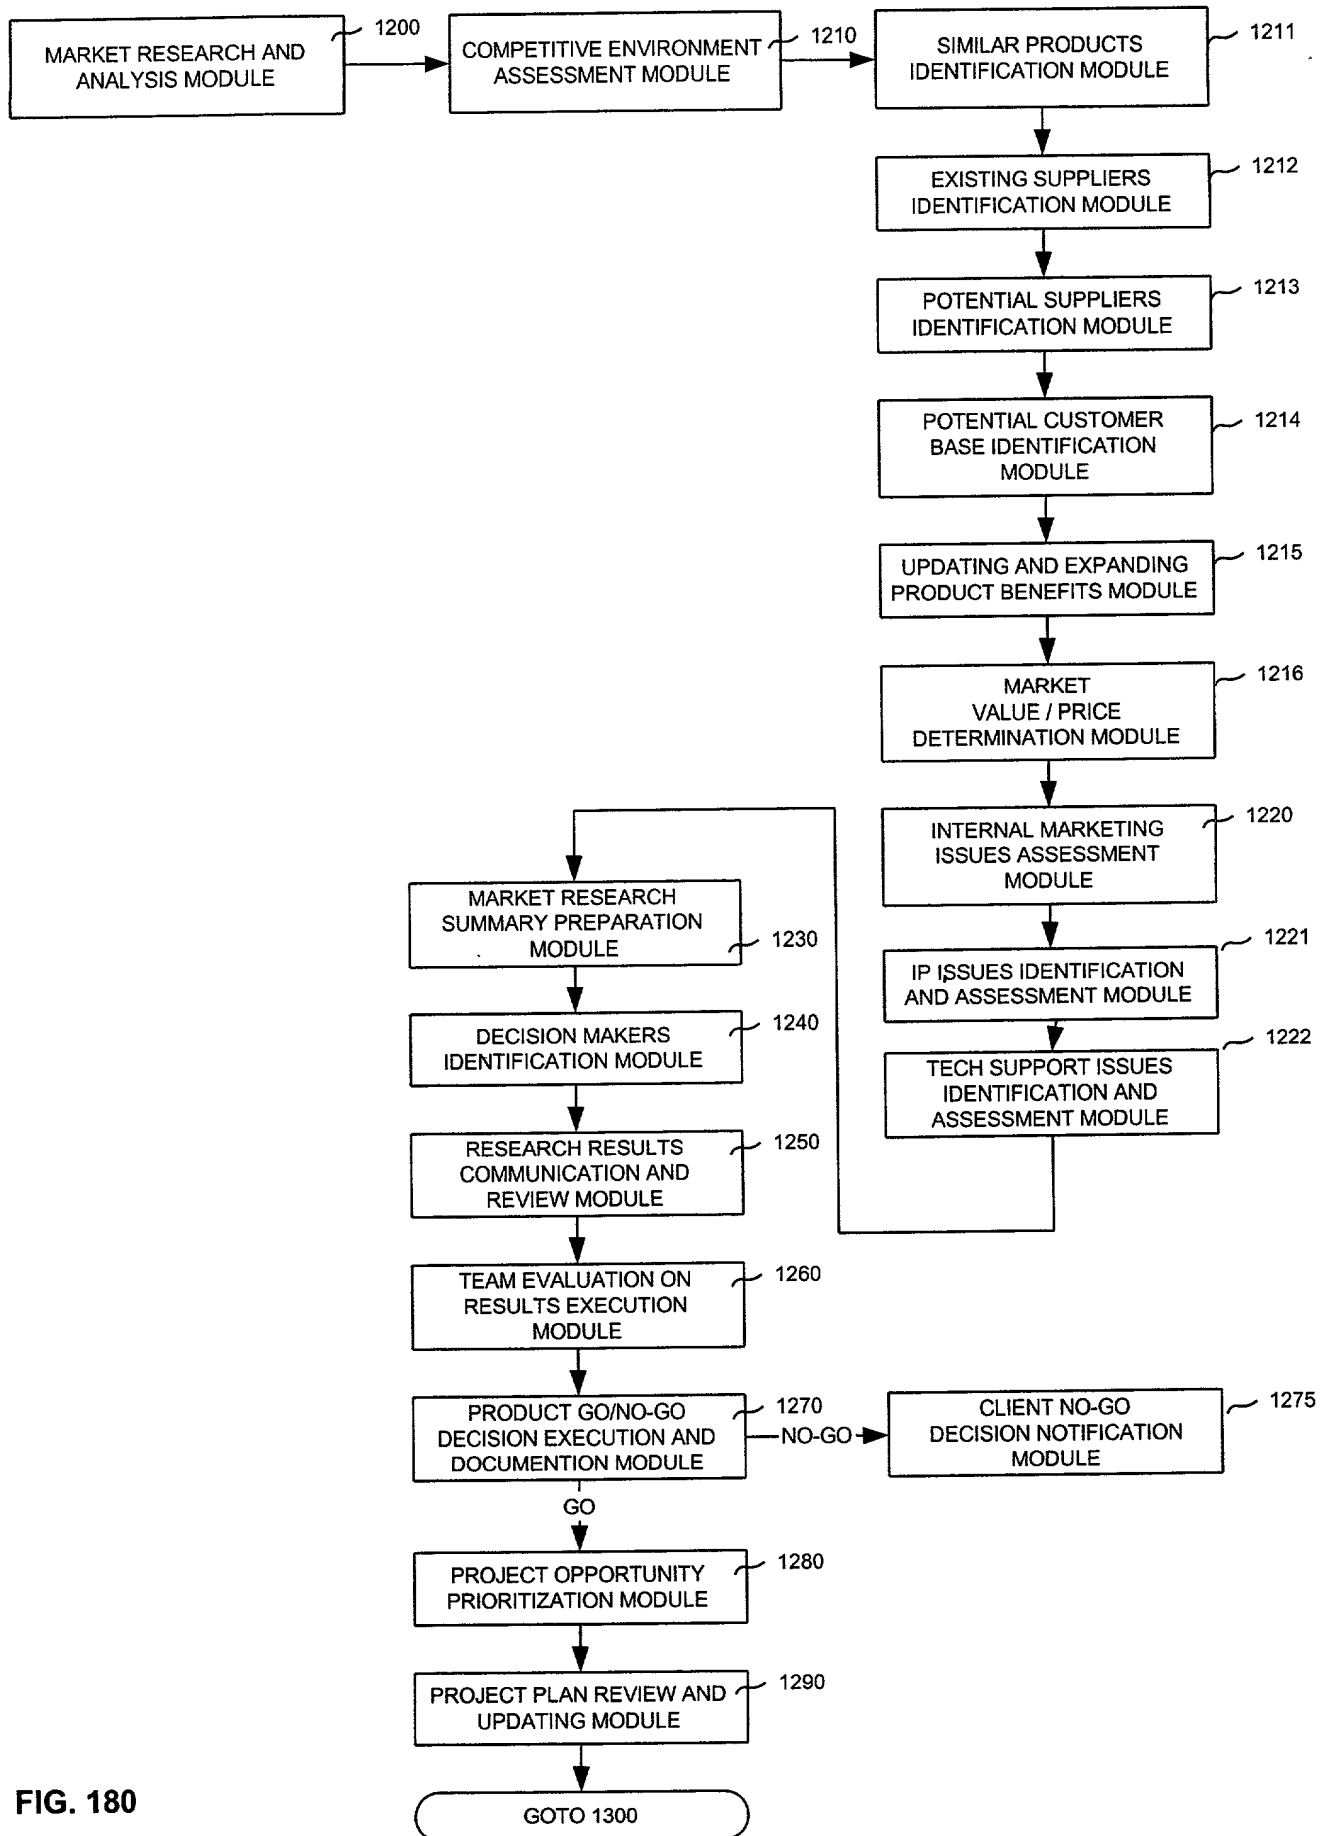 MARKET RESEARCH AND
ANALYSIS MODULE
1200
COMPETITIVE ENVIRONMENT
ASSESSMENT MODULE
1210
SIMILAR PRODUCTS
IDENTIFICATION MODULE
1211
EXISTING SUPPLIERS
IDENTIFICATION MODULE
1212
POTENTIAL SUPPLIERS
IDENTIFICATION MODULE
1213
POTENTIAL CUSTOMER
BASE IDENTIFICATION
MODULE
1214
UPDATING AND EXPANDING
PRODUCT BENEFITS MODULE
1215
MARKET
VALUE / PRICE
DETERMINATION MODULE
1216
INTERNAL MARKETING
ISSUES ASSESSMENT
MODULE
1220
IP ISSUES IDENTIFICATION
AND ASSESSMENT MODULE
1221
TECH SUPPORT ISSUES
IDENTIFICATION AND
ASSESSMENT MODULE
1222
MARKET RESEARCH
SUMMARY PREPARATION
MODULE
1230
DECISION MAKERS
IDENTIFICATION MODULE
1240
RESEARCH RESULTS
COMMUNICATION AND
REVIEW MODULE
1250
TEAM EVALUATION ON
RESULTS EXECUTION
MODULE
1260
PRODUCT GO/NO-GO
DECISION EXECUTION AND
DOCUMENTION MODULE
1270
NO-GO
CLIENT NO-GO
DECISION NOTIFICATION
MODULE
1275
GO
PROJECT OPPORTUNITY
PRIORITIZATION MODULE
1280
PROJECT PLAN REVIEW AND
UPDATING MODULE
1290
GOTO 1300
FIG. 180